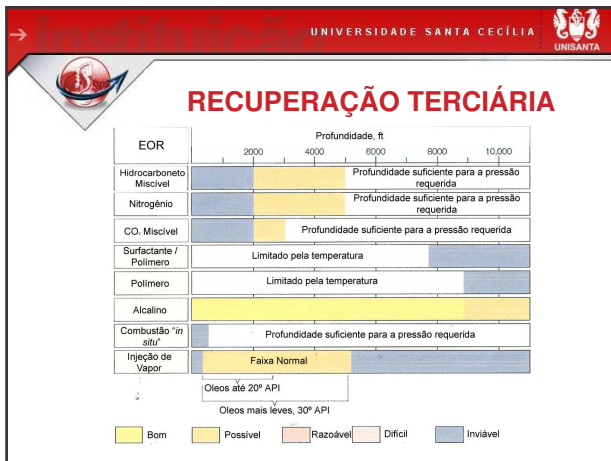 instituição
UNIVERSIDADE SANTA CECÍLIA
UNISANTA
RECUPERAÇÃO TERCIÁRIA
EOR
Profundidade, ft
2000 4000 6000 8000 10,000
Hidrocarboneto
Miscível
Profundidade suficiente para a pressão
requerida
Nitrogênio
Profundidade suficiente para a pressão
requerida
CO₂ Miscível
Profundidade suficiente para a pressão requerida
Surfactante /
Polímero
Limitado pela temperatura
Polímero
Limitado pela temperatura
Alcalino
Combustão "in
situ"
Profundidade suficiente para a pressão requerida
Injeção de
Vapor
Faixa Normal
Oleos até 20º API
Oleos mais leves, 30º API
Bom
Possível
Razoável
Difícil
Inviável